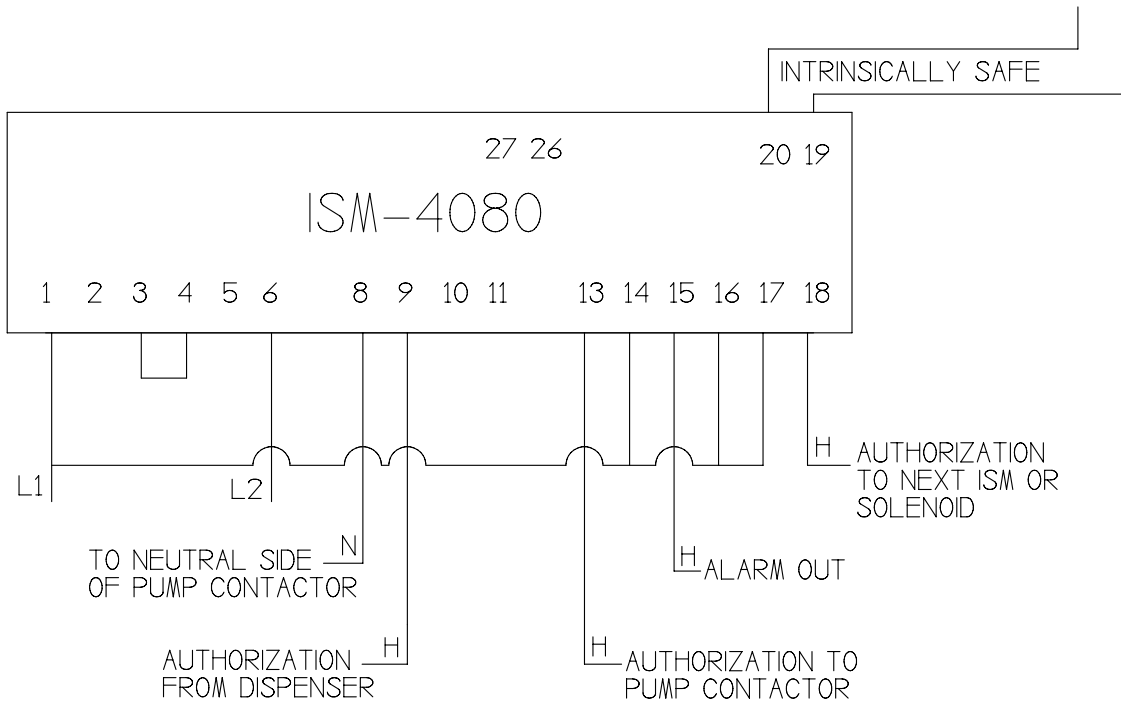 INTRINSICALLY SAFE
27 26
20 19
ISM-4080
1 2 3 4 5 6 8 9 10 11 13 14 15 16 17 18
L1
L2
H
AUTHORIZATION
TO NEXT ISM OR
SOLENOID
TO NEUTRAL SIDE
OF PUMP CONTACTOR
N
H
ALARM OUT
AUTHORIZATION
FROM DISPENSER
H
H
AUTHORIZATION TO
PUMP CONTACTOR